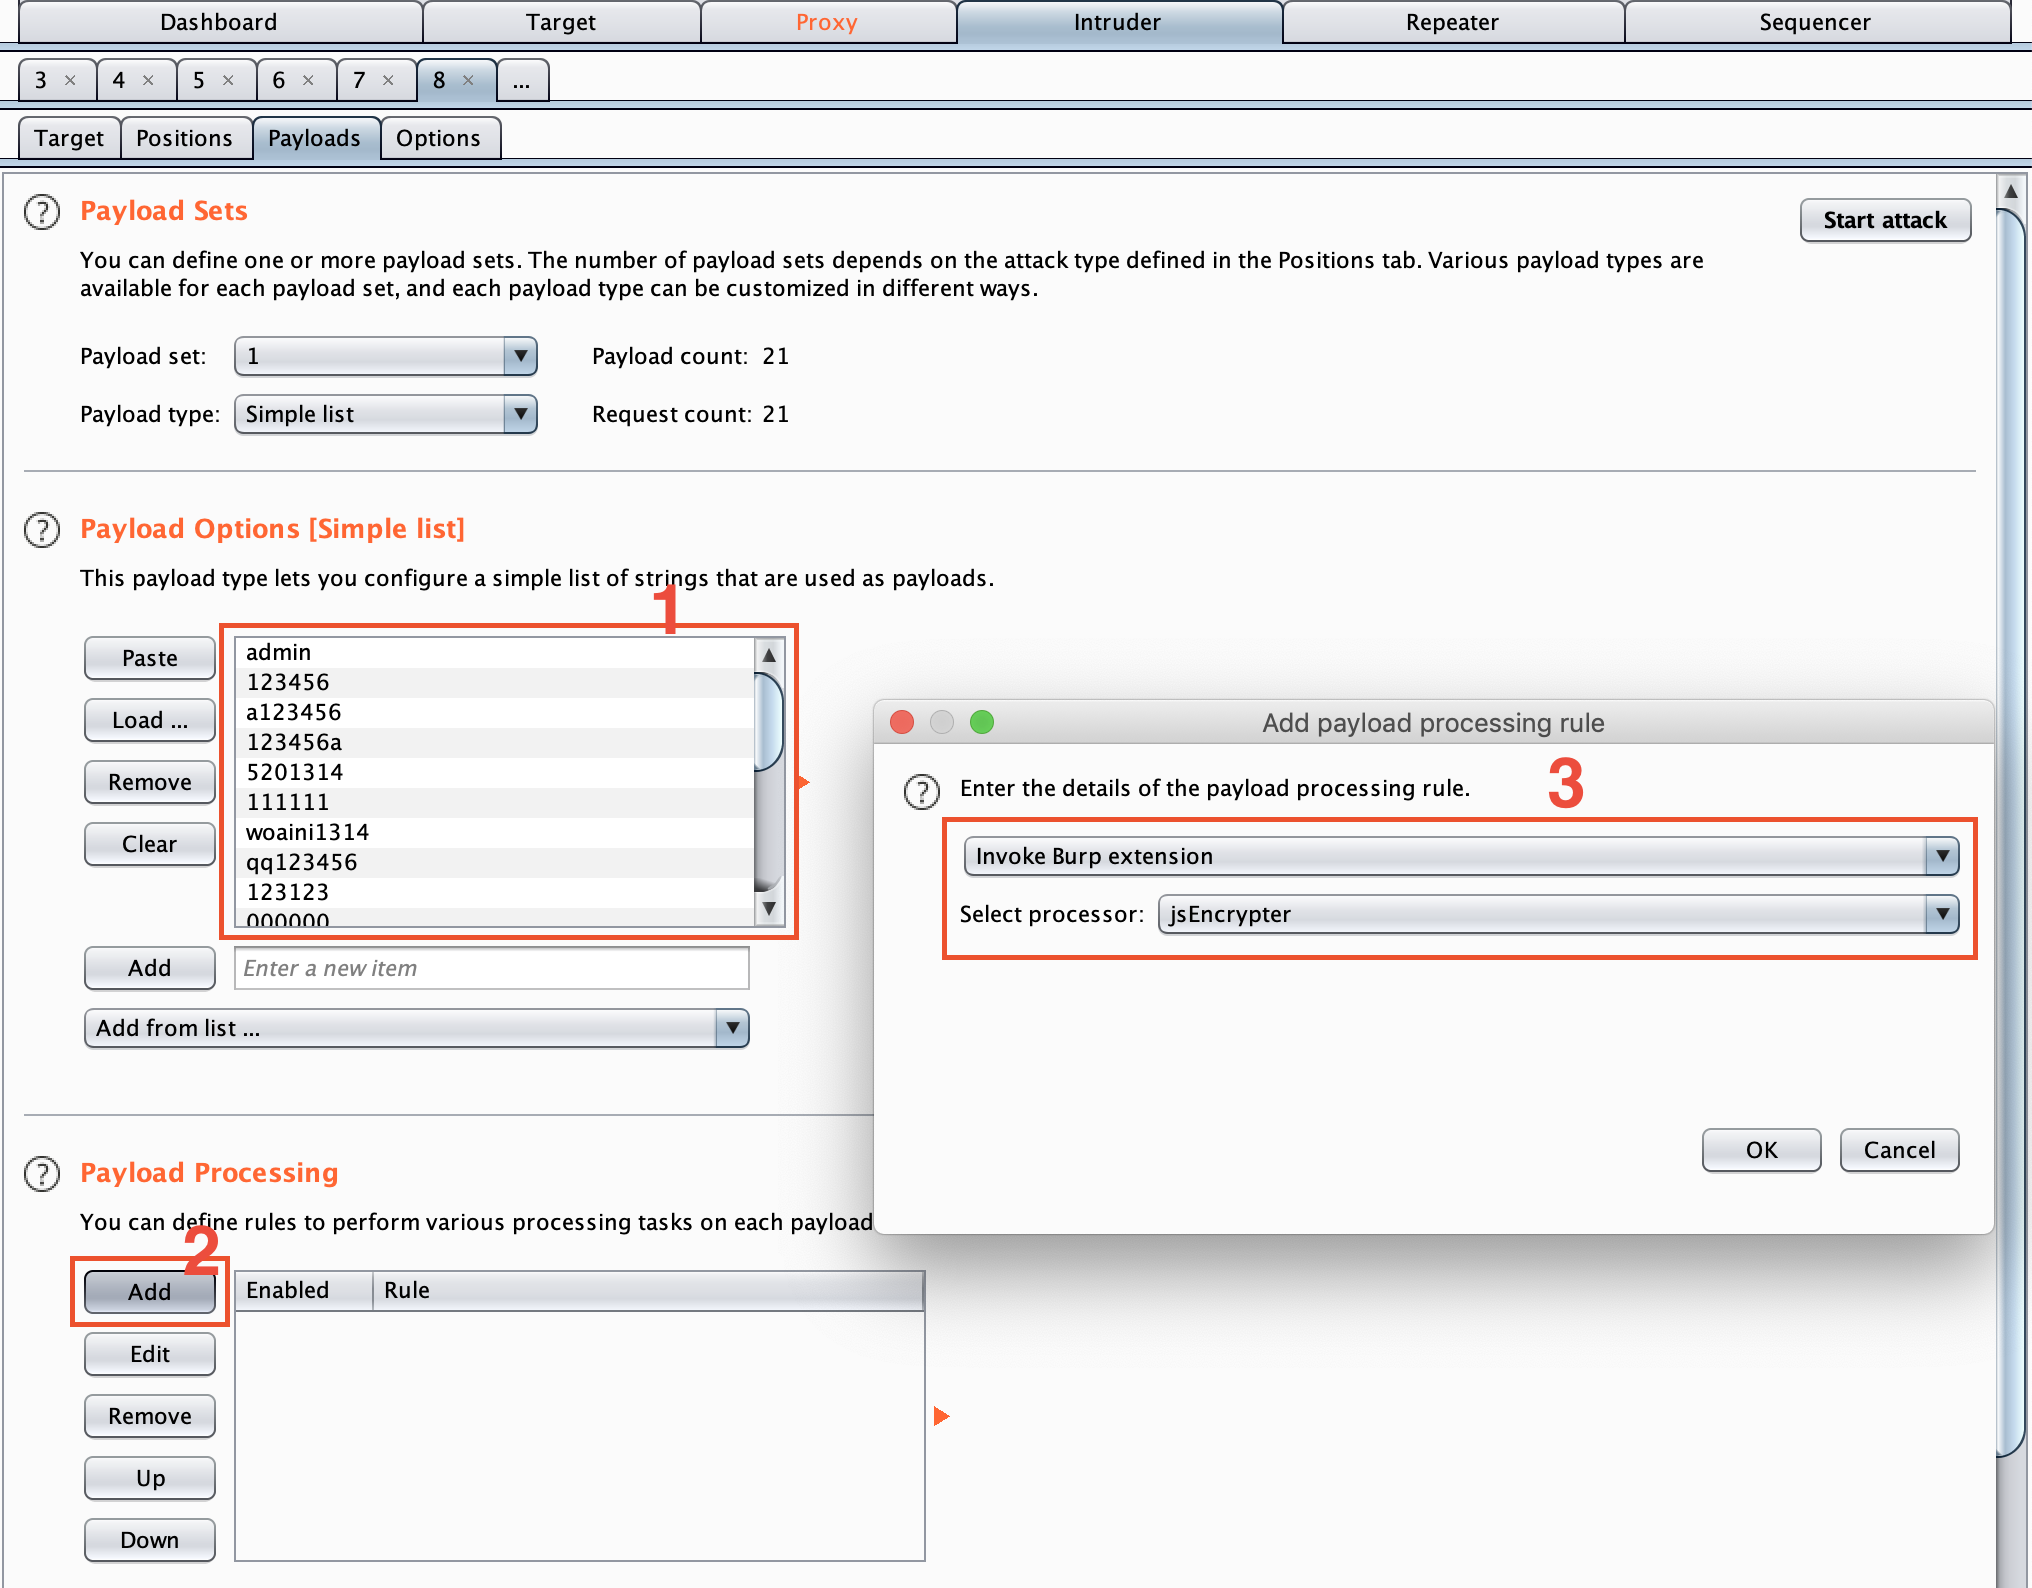 Dashboard Target Proxy Intruder Repeater Sequencer
3 × 4 × 5 × 6 × 7 × 8 × ...
Target Positions Payloads Options
? Payload Sets
Start attack
You can define one or more payload sets. The number of payload sets depends on the attack type defined in the Positions tab. Various payload types are
available for each payload set, and each payload type can be customized in different ways.
Payload set: 1 Payload count: 21
Payload type: Simple list Request count: 21
? Payload Options [Simple list]
This payload type lets you configure a simple list of strings that are used as payloads.
1
Paste
Load ...
Remove
Clear
admin
123456
a123456
123456a
5201314
111111
woaini1314
qq123456
123123
000000
Add Enter a new item
Add from list ...
Add payload processing rule
? Enter the details of the payload processing rule.
3
Invoke Burp extension
Select processor: jsEncrypter
OK Cancel
? Payload Processing
You can define rules to perform various processing tasks on each payload
2
Add
Edit
Remove
Up
Down
Enabled Rule